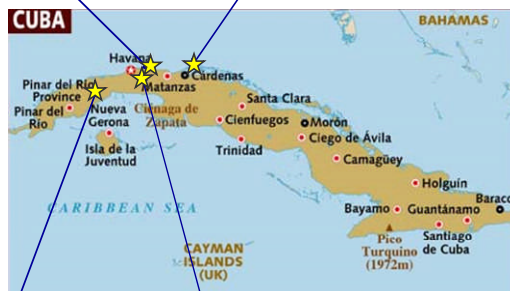 CUBA
BAHAMAS
Havana
Pinar del Río
Province
Cárdenas
Matanzas
Pinar del
Río
Nueva
Gerona
Ciénaga de
Zapata
Santa Clara
Cienfuegos
Morón
Isla de la
Juventud
Trinidad
Ciego de Ávila
Camagüey
Holguín
CARIBBEAN SEA
Bayamo
Guantánamo
Baraco
CAYMAN
ISLANDS
(UK)
Pico
Turquino
(1972m)
Santiago
de Cuba